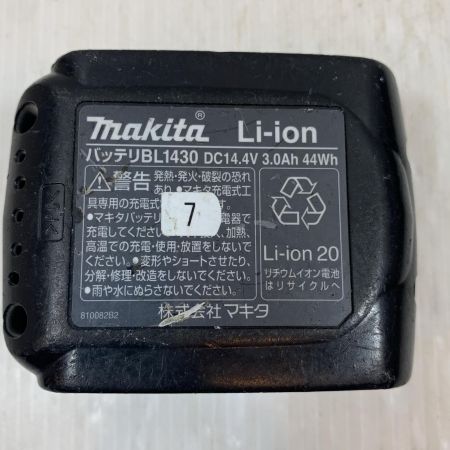 makita® Li-ion
バッテリBL1430 DC14.4V 3.0Ah 44Wh
⚠警告 発熱・発火・破裂の恐れ
あり ●マキタ充電式工
具専用の充電式
7
●マキタバッテリ 電器で
充電してくださ 加熱、
高温での充電・使用・放置をしないで
ください。●変形やショートさせたり、
分解・修理・改造をしないでください。
●雨や水にぬらさないでください。
Li-ion 20
リチウムイオン電池
はリサイクルへ
810082B2
株式会社マキタ